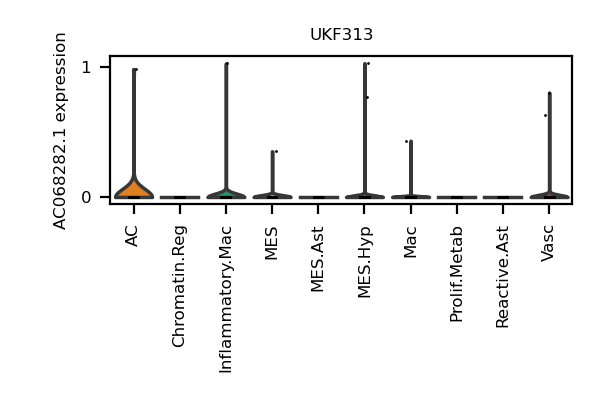 UKF313
AC068282.1 expression
1
0
AC
Chromatin.Reg
Inflammatory.Mac
MES
MES.Ast
MES.Hyp
Mac
Prolif.Metab
Reactive.Ast
Vasc